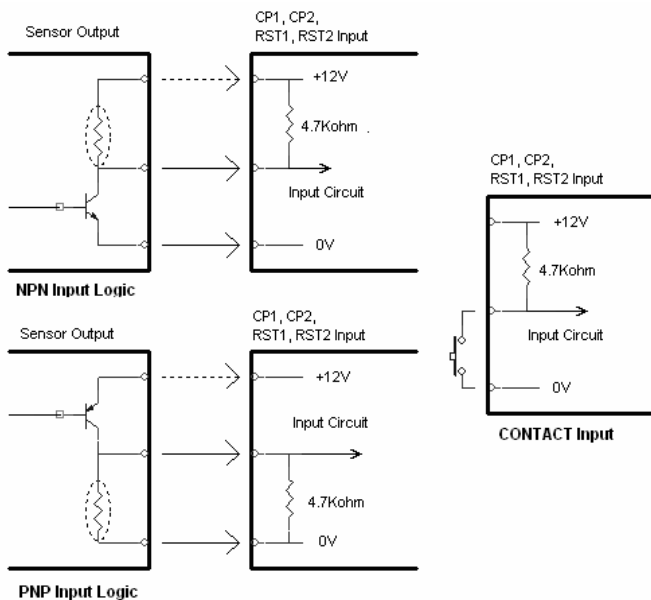 Sensor Output
CP1, CP2,
RST1, RST2 Input
+12V
4.7Kohm
Input Circuit
0V
NPN Input Logic
Sensor Output
CP1, CP2,
RST1, RST2 Input
+12V
Input Circuit
4.7Kohm
0V
PNP Input Logic
CP1, CP2,
RST1, RST2 Input
+12V
4.7Kohm
Input Circuit
0V
CONTACT Input